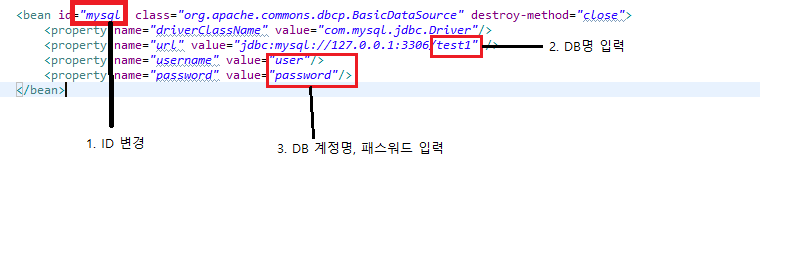 <bean id="mysql" class="org.apache.commons.dbcp.BasicDataSource" destroy-method="close">
<property name="driverClassName" value="com.mysql.jdbc.Driver"/>
<property name="url" value="jdbc:mysql://127.0.0.1:3306/test1" />
2. DB명 입력
<property name="username" value="user"/>
<property name="password" value="password"/>
</bean>
1. ID 변경
3. DB 계정명, 패스워드 입력